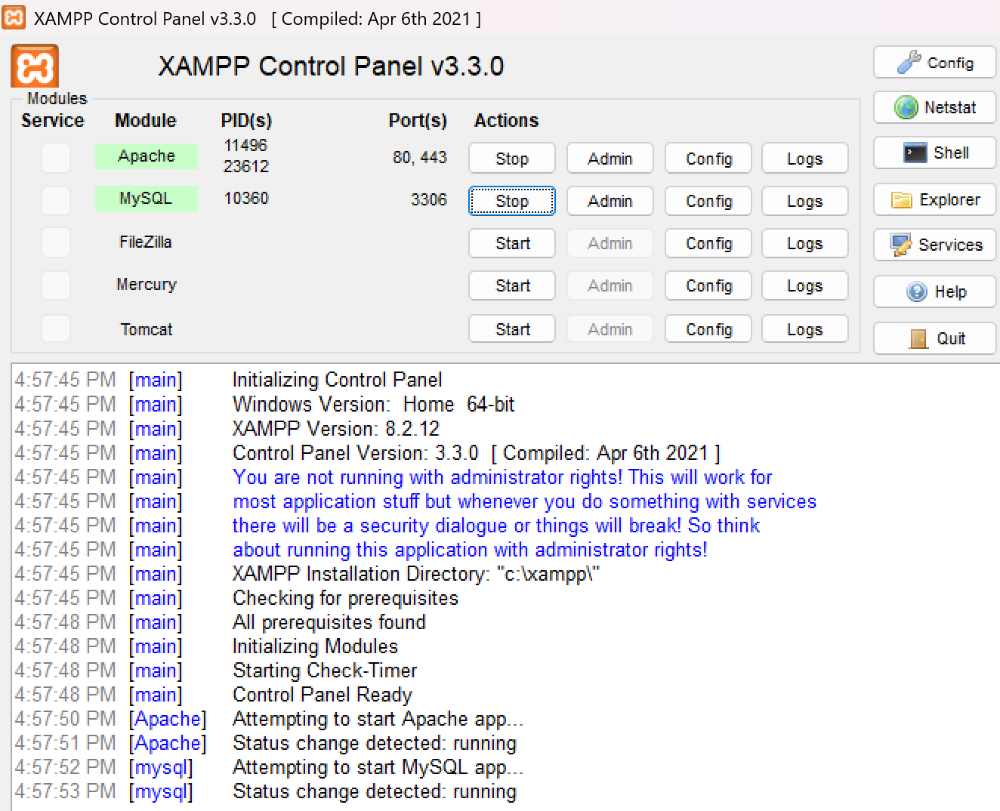 XAMPP Control Panel v3.3.0 [ Compiled: Apr 6th 2021 ]
XAMPP Control Panel v3.3.0
Config
Modules
Service Module PID(s) Port(s) Actions
Netstat
Apache 11496 23612 80, 443 Stop Admin Config Logs
Shell
MySQL 10360 3306 Stop Admin Config Logs
Explorer
FileZilla Start Admin Config Logs
Services
Mercury Start Admin Config Logs
Help
Tomcat Start Admin Config Logs
Quit
4:57:45 PM [main] Initializing Control Panel
4:57:45 PM [main] Windows Version: Home 64-bit
4:57:45 PM [main] XAMPP Version: 8.2.12
4:57:45 PM [main] Control Panel Version: 3.3.0 [ Compiled: Apr 6th 2021 ]
4:57:45 PM [main] You are not running with administrator rights! This will work for
4:57:45 PM [main] most application stuff but whenever you do something with services
4:57:45 PM [main] there will be a security dialogue or things will break! So think
4:57:45 PM [main] about running this application with administrator rights!
4:57:45 PM [main] XAMPP Installation Directory: "c:\xampp\"
4:57:45 PM [main] Checking for prerequisites
4:57:48 PM [main] All prerequisites found
4:57:48 PM [main] Initializing Modules
4:57:48 PM [main] Starting Check-Timer
4:57:48 PM [main] Control Panel Ready
4:57:50 PM [Apache] Attempting to start Apache app...
4:57:51 PM [Apache] Status change detected: running
4:57:52 PM [mysql] Attempting to start MySQL app...
4:57:53 PM [mysql] Status change detected: running